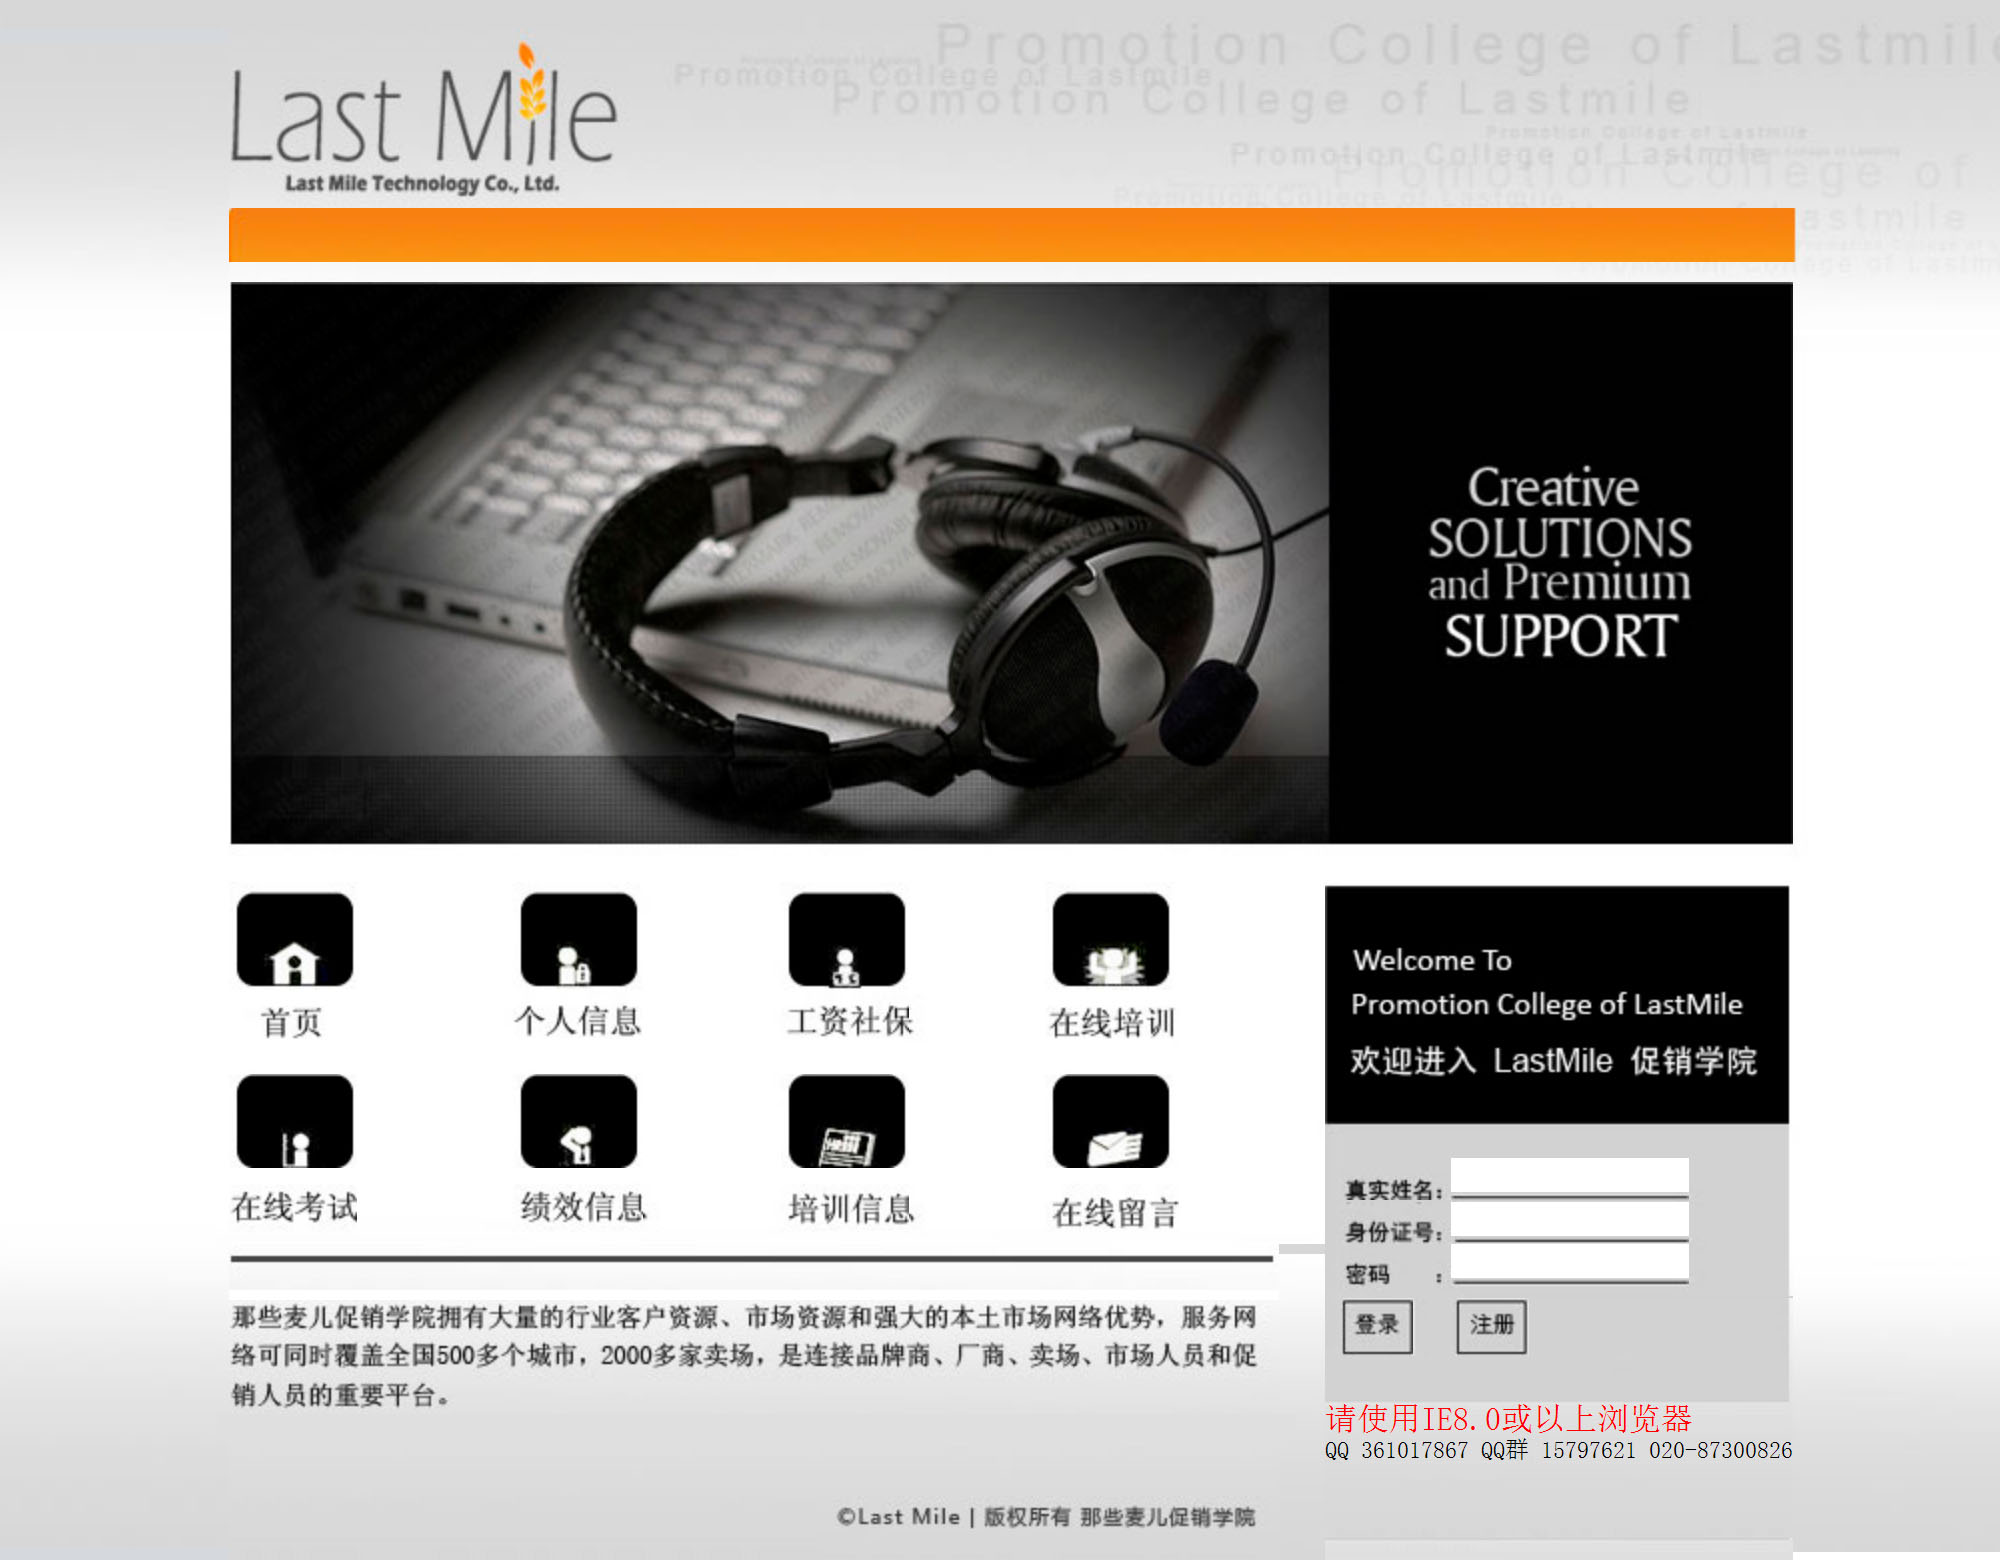 Promotion College of Lastmile
Promotion College of Lastmile
Promotion College of Lastmile
Promotion College of Lastmile
Promotion College of Lastmile
Promotion College of
Promotion College of Lastmile
Lastmile
Last Mile
Last Mile Technology Co., Ltd.
Creative
SOLUTIONS
and Premium
SUPPORT
首页
个人信息
工资社保
在线培训
在线考试
绩效信息
培训信息
在线留言
Welcome To
Promotion College of LastMile
欢迎进入 LastMile 促销学院
真实姓名：
身份证号：
密码 ：
登录
注册
请使用IE8.0或以上浏览器
QQ 361017867 QQ群 15797621 020-87300826
那些麦儿促销学院拥有大量的行业客户资源、市场资源和强大的本土市场网络优势，服务网
络可同时覆盖全国500多个城市，2000多家卖场，是连接品牌商、厂商、卖场、市场人员和促
销人员的重要平台。
©Last Mile | 版权所有 那些麦儿促销学院